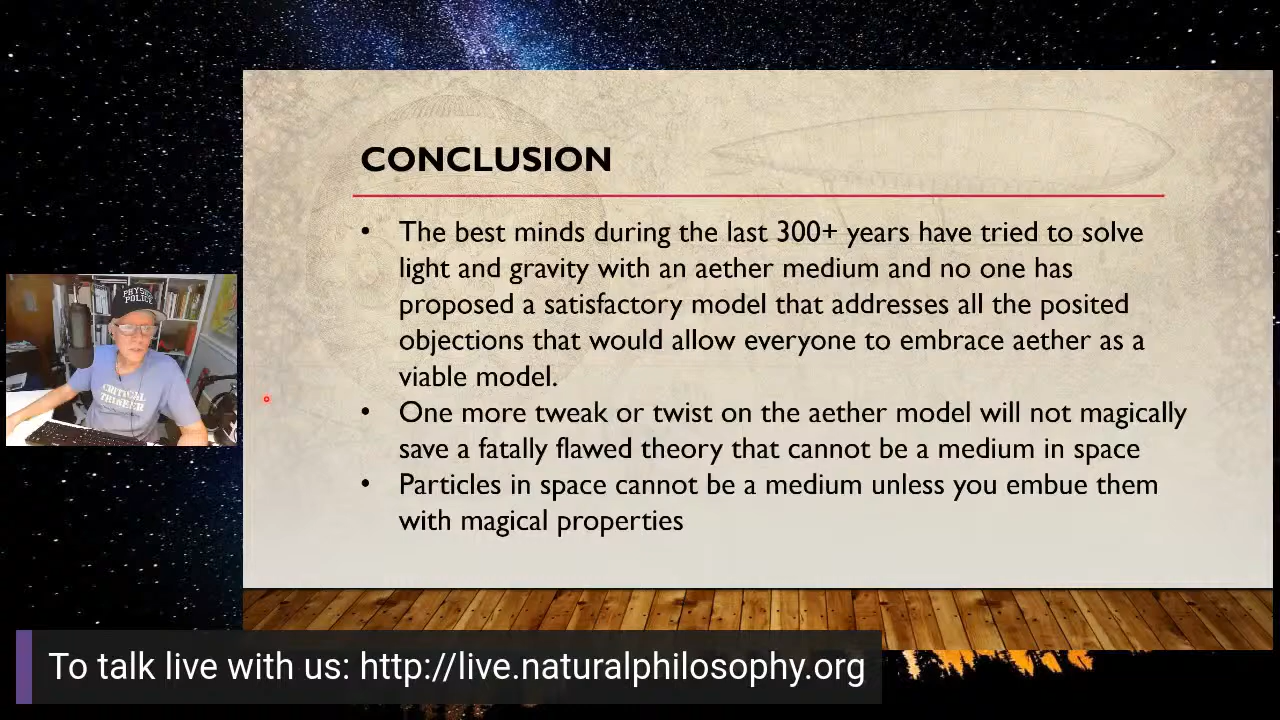 CONCLUSION
• The best minds during the last 300+ years have tried to solve
light and gravity with an aether medium and no one has
proposed a satisfactory model that addresses all the posited
objections that would allow everyone to embrace aether as a
viable model.
• One more tweak or twist on the aether model will not magically
save a fatally flawed theory that cannot be a medium in space
• Particles in space cannot be a medium unless you embue them
with magical properties
PHYSICS
POLICE
CRITICAL
THINKER
To talk live with us: http://live.naturalphilosophy.org